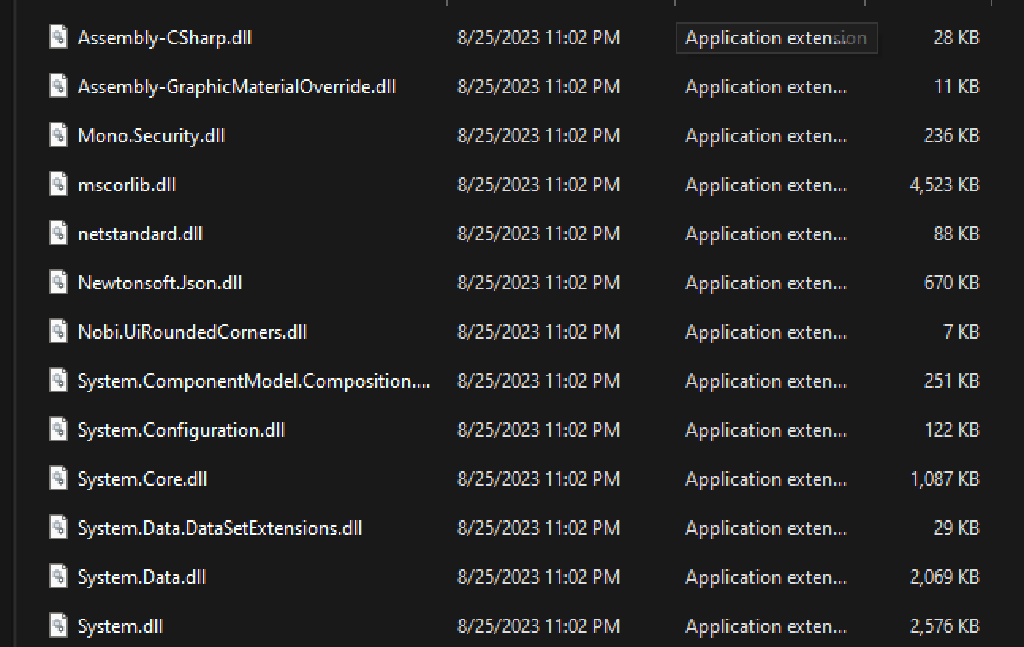 Assembly-CSharp.dll 8/25/2023 11:02 PM Application exten...sion 28 KB
Assembly-GraphicMaterialOverride.dll 8/25/2023 11:02 PM Application exten... 11 KB
Mono.Security.dll 8/25/2023 11:02 PM Application exten... 236 KB
mscorlib.dll 8/25/2023 11:02 PM Application exten... 4,523 KB
netstandard.dll 8/25/2023 11:02 PM Application exten... 88 KB
Newtonsoft.Json.dll 8/25/2023 11:02 PM Application exten... 670 KB
Nobi.UiRoundedCorners.dll 8/25/2023 11:02 PM Application exten... 7 KB
System.ComponentModel.Composition.... 8/25/2023 11:02 PM Application exten... 251 KB
System.Configuration.dll 8/25/2023 11:02 PM Application exten... 122 KB
System.Core.dll 8/25/2023 11:02 PM Application exten... 1,087 KB
System.Data.DataSetExtensions.dll 8/25/2023 11:02 PM Application exten... 29 KB
System.Data.dll 8/25/2023 11:02 PM Application exten... 2,069 KB
System.dll 8/25/2023 11:02 PM Application exten... 2,576 KB